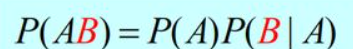 P(AB) = P(A)P(B | A)